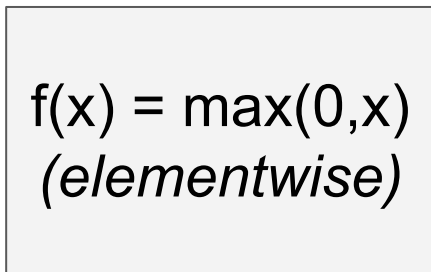 f(x) = max(0,x)
(elementwise)